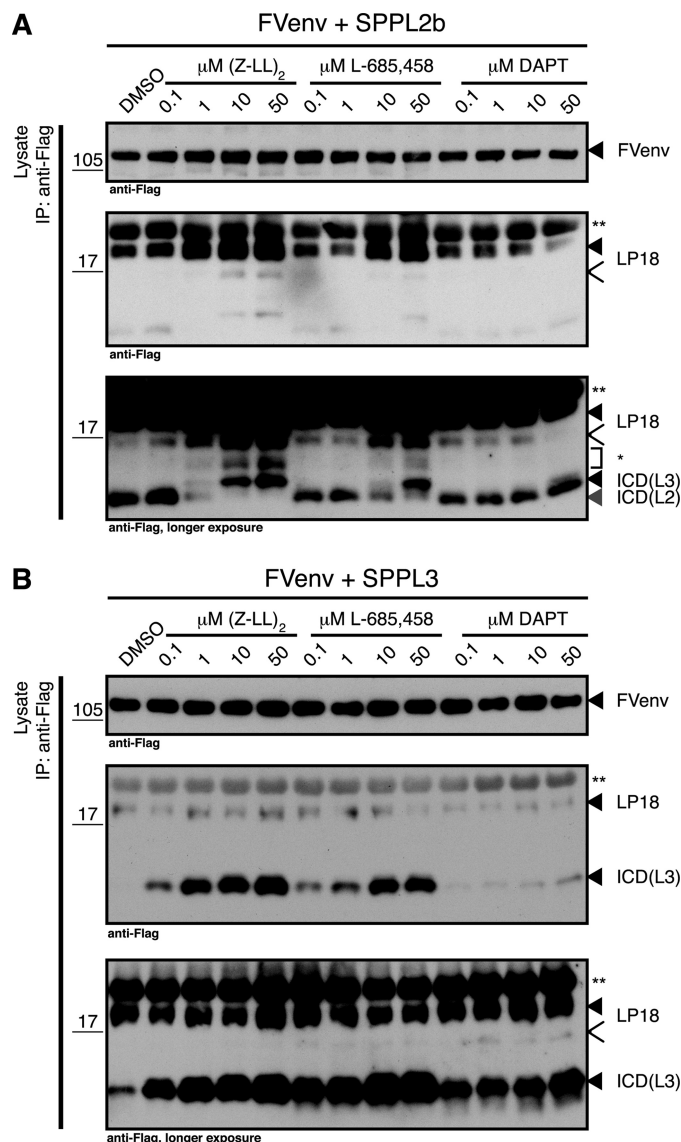 A
FVenv + SPPL2b
µM (Z-LL)2 µM L-685,458 µM DAPT
DMSO 0.1 1 10 50 0.1 1 10 50 0.1 1 10 50
Lysate
IP: anti-Flag
105
FVenv
anti-Flag
**
17
LP18
anti-Flag
**
17
LP18
*
ICD(L3)
ICD(L2)
anti-Flag, longer exposure
B
FVenv + SPPL3
µM (Z-LL)2 µM L-685,458 µM DAPT
DMSO 0.1 1 10 50 0.1 1 10 50 0.1 1 10 50
Lysate
IP: anti-Flag
105
FVenv
anti-Flag
**
17
LP18
ICD(L3)
anti-Flag
**
17
LP18
ICD(L3)
anti-Flag, longer exposure